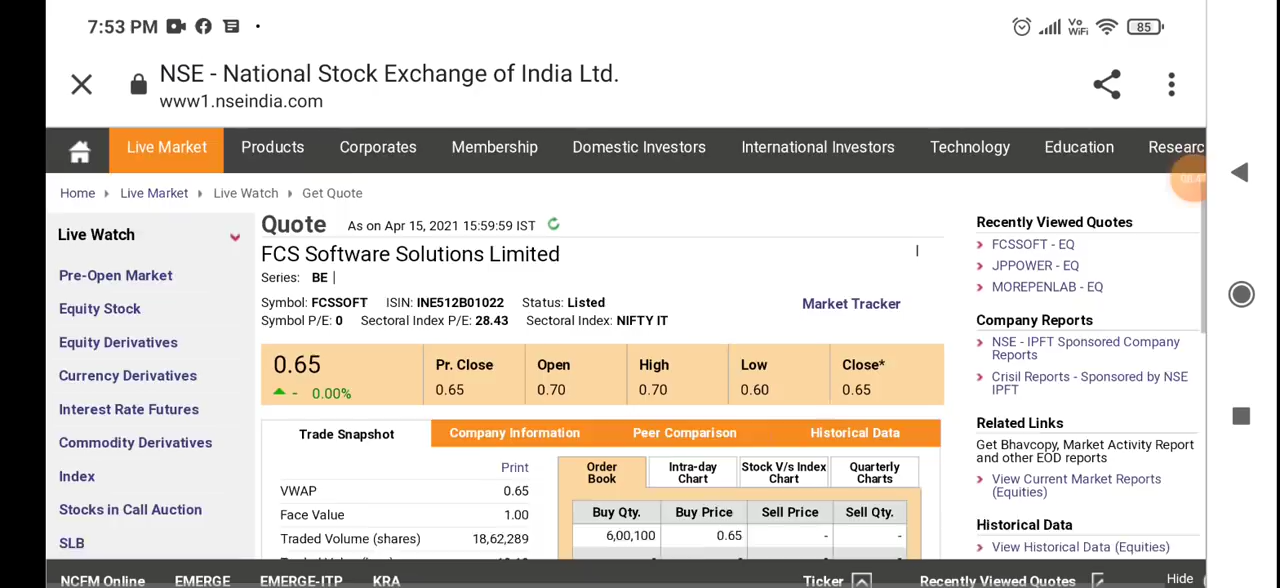 7:53 PM
Vo WiFi
85
NSE - National Stock Exchange of India Ltd.
www1.nseindia.com
Live Market Products Corporates Membership Domestic Investors International Investors Technology Education Researc
Home Live Market Live Watch Get Quote
Live Watch
Pre-Open Market
Equity Stock
Equity Derivatives
Currency Derivatives
Interest Rate Futures
Commodity Derivatives
Index
Stocks in Call Auction
SLB
Quote As on Apr 15, 2021 15:59:59 IST
FCS Software Solutions Limited
Series: BE |
Symbol: FCSSOFT ISIN: INE512B01022 Status: Listed
Symbol P/E: 0 Sectoral Index P/E: 28.43 Sectoral Index: NIFTY IT
Market Tracker
0.65 Pr. Close Open High Low Close*
- 0.00% 0.65 0.70 0.70 0.60 0.65
Trade Snapshot Company Information Peer Comparison Historical Data
Print
VWAP 0.65
Face Value 1.00
Traded Volume (shares) 18,62,289
Order Book Intra-day Chart Stock V/s Index Chart Quarterly Charts
Buy Qty. Buy Price Sell Price Sell Qty.
6,00,100 0.65 - -
Recently Viewed Quotes
FCSSOFT - EQ
JPPOWER - EQ
MOREPENLAB - EQ
Company Reports
NSE - IPFT Sponsored Company
Reports
Crisil Reports - Sponsored by NSE
IPFT
Related Links
Get Bhavcopy, Market Activity Report
and other EOD reports
View Current Market Reports
(Equities)
Historical Data
View Historical Data (Equities)
NCFM Online EMERGE EMERGE-ITP KRA Ticker Recently Viewed Quotes Hide